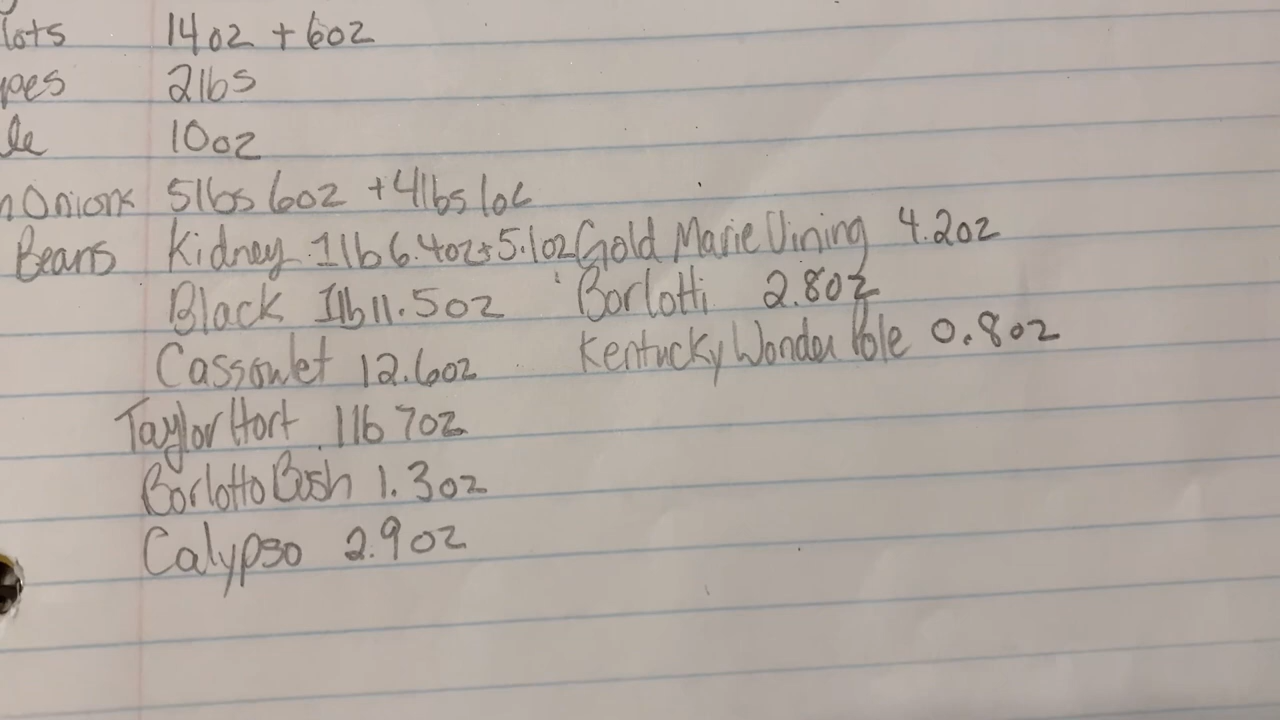 lots 14oz + 6oz
pes 2lbs
le 10oz
n Onions 5lbs 6oz + 4lbs 1oz
Beans Kidney 1lb 6.4oz + 5.1oz Gold Marie Vining 4.2oz
Black 1lb 11.5oz Borlotti 2.8oz
Cassoulet 12.6oz Kentucky Wonder Pole 0.8oz
Taylor Hort 1lb 7oz
Borlotto Bush 1.3oz
Calypso 2.9oz